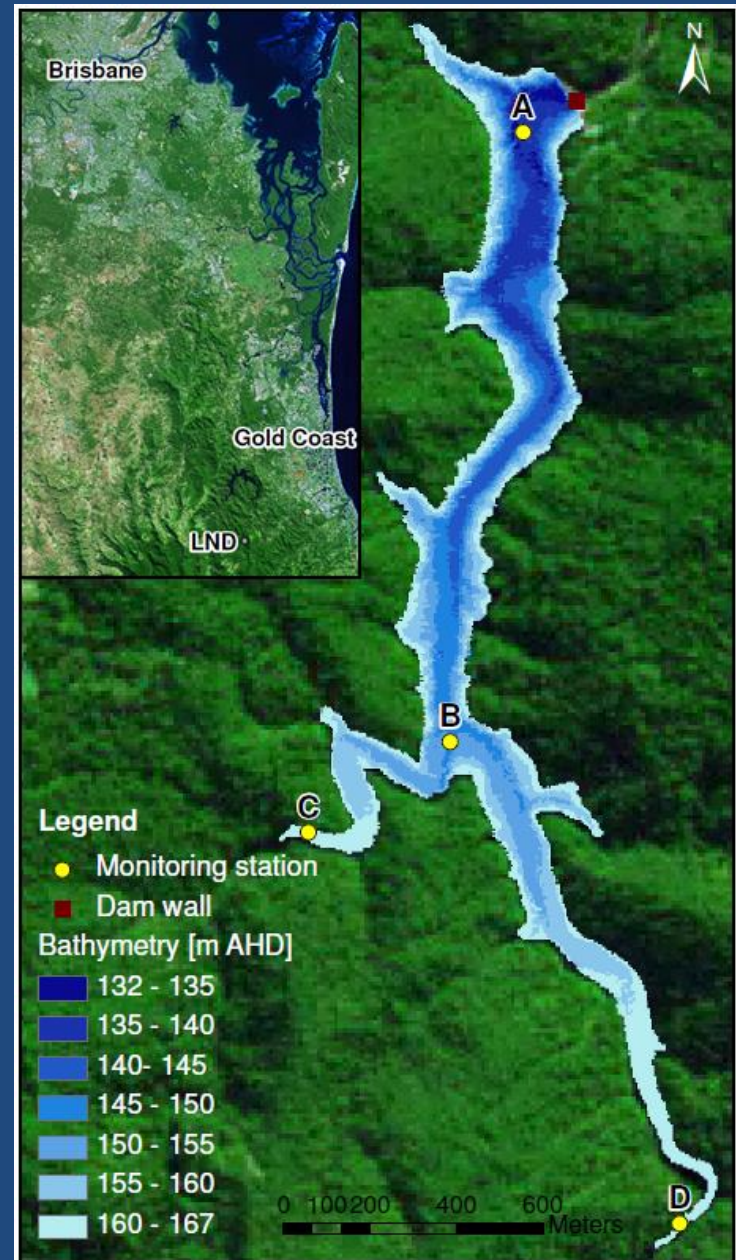 Brisbane
Gold Coast
LND
N
A
B
C
D
Legend
Monitoring station
Dam wall
Bathymetry [m AHD]
132 - 135
135 - 140
140- 145
145 - 150
150 - 155
155 - 160
160 - 167
0 100 200 400 600
Meters